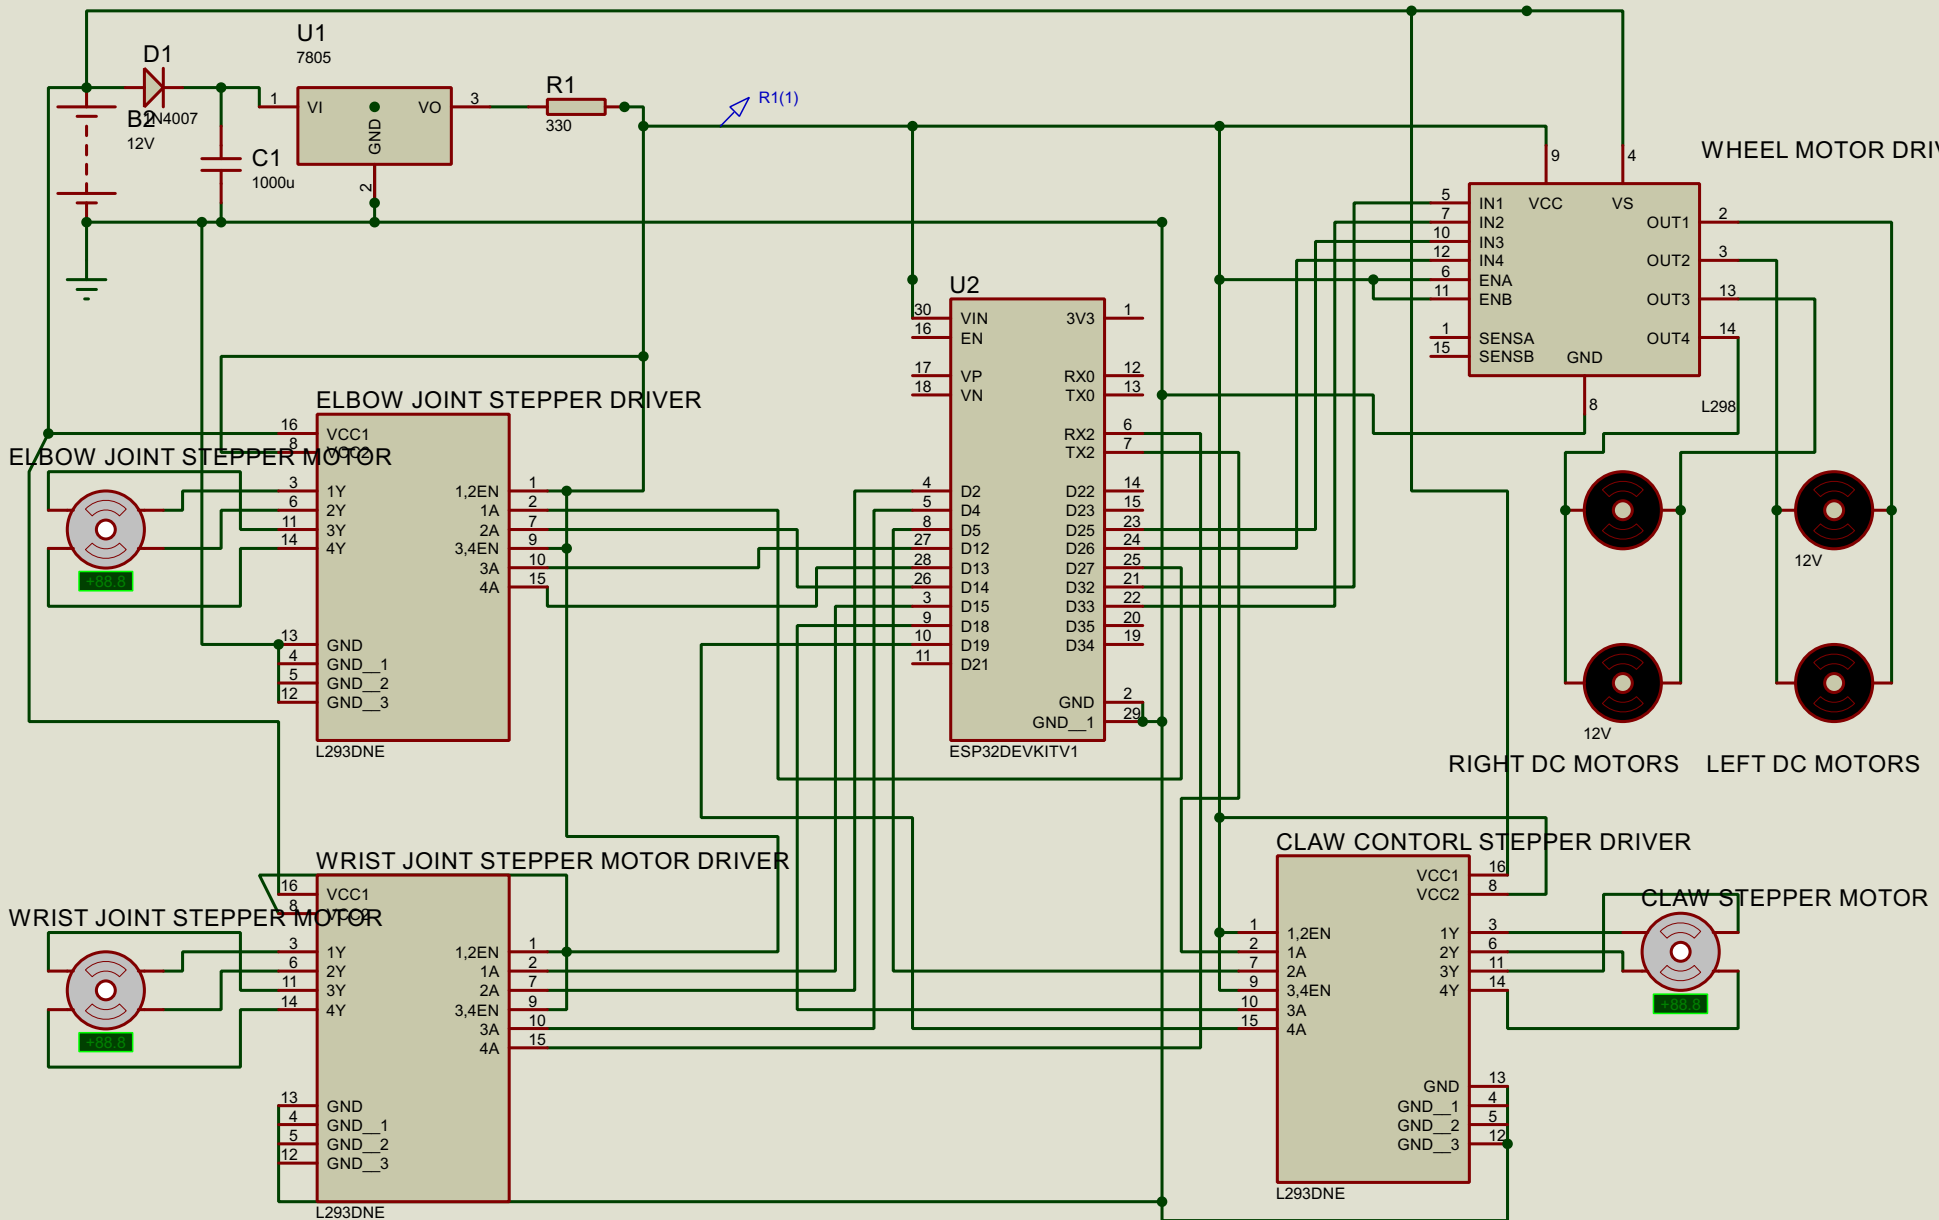 U1
7805
D1
1N4007
B2
12V
C1
1000u
1 VI VO 3
GND
2
R1
330
R1(1)
WHEEL MOTOR DRIV
9 4
5 IN1 VCC VS
7 IN2 OUT1 2
10 IN3
12 IN4 OUT2 3
6 ENA
11 ENB OUT3 13
1 SENSA OUT4 14
15 SENSB GND
8
L298
U2
30 VIN 3V3 1
16 EN
17 VP RX0 12
18 VN TX0 13
RX2 6
TX2 7
4 D2 D22 14
5 D4 D23 15
8 D5 D25 23
27 D12 D26 24
28 D13 D27 25
26 D14 D32 21
3 D15 D33 22
9 D18 D35 20
10 D19 D34 19
11 D21
GND 2
GND__1 29
ESP32DEVKITV1
ELBOW JOINT STEPPER DRIVER
16 VCC1
8 VCC2
ELBOW JOINT STEPPER MOTOR
3 1Y 1,2EN 1
6 2Y 1A 2
11 3Y 2A 7
14 4Y 3,4EN 9
3A 10
4A 15
+88.8
13 GND
4 GND__1
5 GND__2
12 GND__3
L293DNE
12V
12V
RIGHT DC MOTORS LEFT DC MOTORS
WRIST JOINT STEPPER MOTOR DRIVER
16 VCC1
8 VCC2
WRIST JOINT STEPPER MOTOR
3 1Y 1,2EN 1
6 2Y 1A 2
11 3Y 2A 7
14 4Y 3,4EN 9
3A 10
4A 15
+88.8
13 GND
4 GND__1
5 GND__2
12 GND__3
L293DNE
CLAW CONTORL STEPPER DRIVER
VCC1 16
VCC2 8
CLAW STEPPER MOTOR
1 1,2EN 1Y 3
2 1A 2Y 6
7 2A 3Y 11
9 3,4EN 4Y 14
10 3A
15 4A
+88.8
GND 13
GND__1 4
GND__2 5
GND__3 12
L293DNE